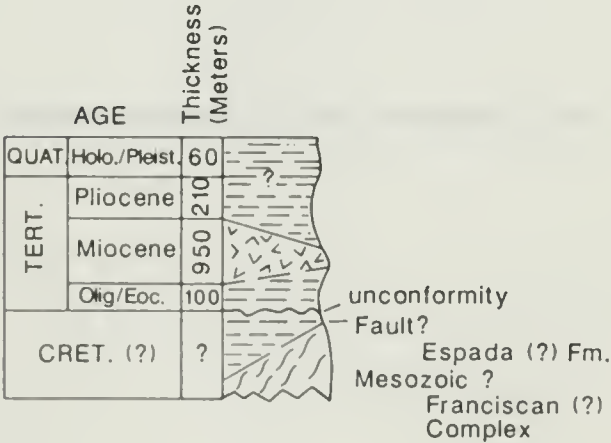 Thickness
(Meters)
AGE
QUAT. Holo./Pleist. 60
?
TERT.
Pliocene 210
Miocene 950
Olig/Eoc. 100
unconformity
Fault?
CRET. (?) ?
Espada (?) Fm.
Mesozoic ?
Franciscan (?)
Complex